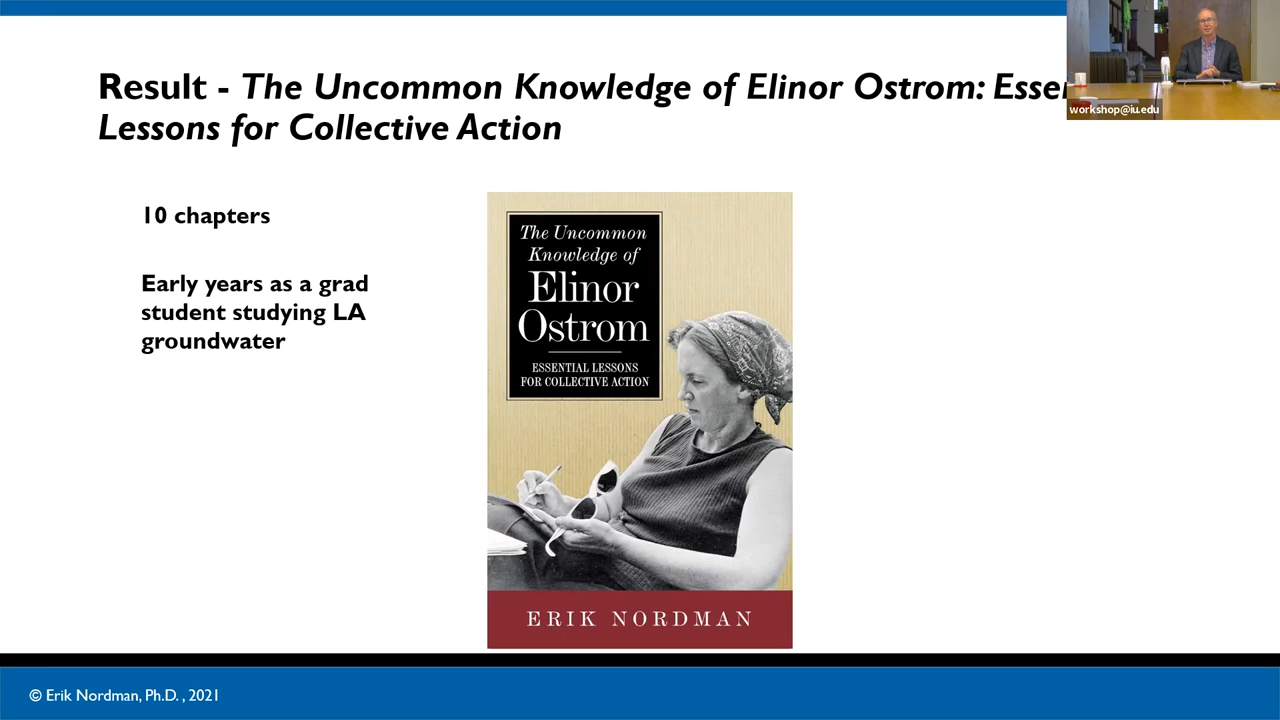 Result - The Uncommon Knowledge of Elinor Ostrom: Esse
Lessons for Collective Action
workshop@iu.edu
10 chapters
Early years as a grad
student studying LA
groundwater
The Uncommon
Knowledge of
Elinor
Ostrom
ESSENTIAL LESSONS
FOR COLLECTIVE ACTION
ERIK NORDMAN
© Erik Nordman, Ph.D. , 2021